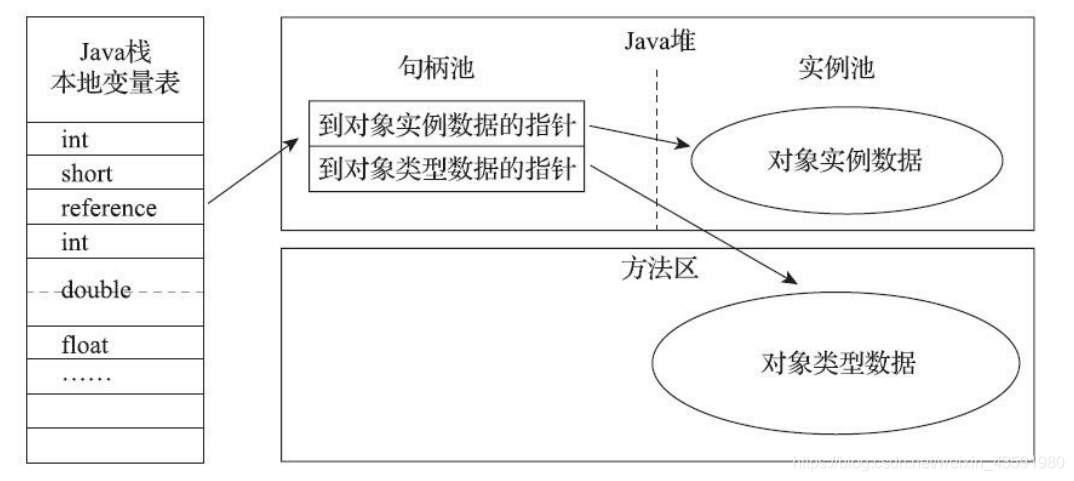 Java栈
本地变量表
int
short
reference
int
double
float
……
Java堆
句柄池
实例池
到对象实例数据的指针
到对象类型数据的指针
对象实例数据
方法区
对象类型数据
https://blog.csdn.net/weixin_43591980